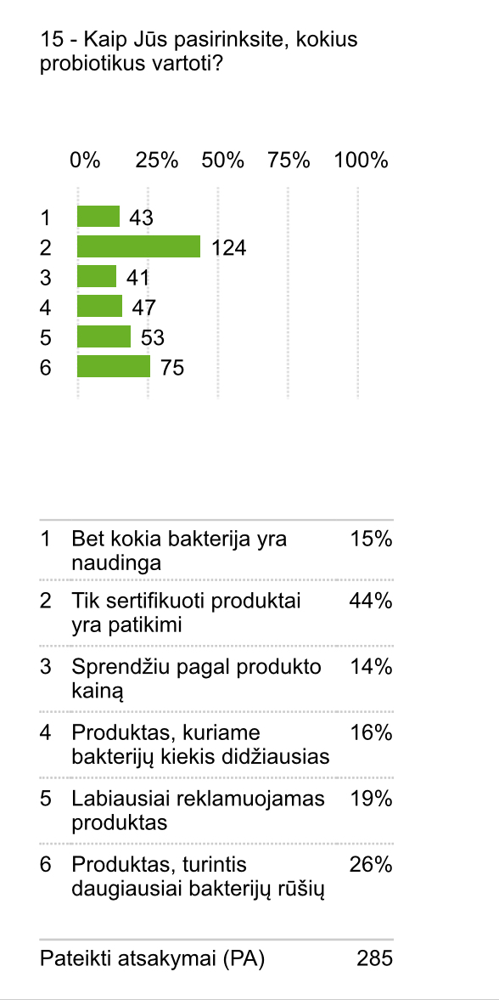 15 - Kaip Jūs pasirinksite, kokius
probiotikus vartoti?
0% 25% 50% 75% 100%
1 43
2 124
3 41
4 47
5 53
6 75
1 Bet kokia bakterija yra 15%
naudinga
2 Tik sertifikuoti produktai 44%
yra patikimi
3 Sprendžiu pagal produkto 14%
kainą
4 Produktas, kuriame 16%
bakterijų kiekis didžiausias
5 Labiausiai reklamuojamas 19%
produktas
6 Produktas, turintis 26%
daugiausiai bakterijų rūšių
Pateikti atsakymai (PA) 285